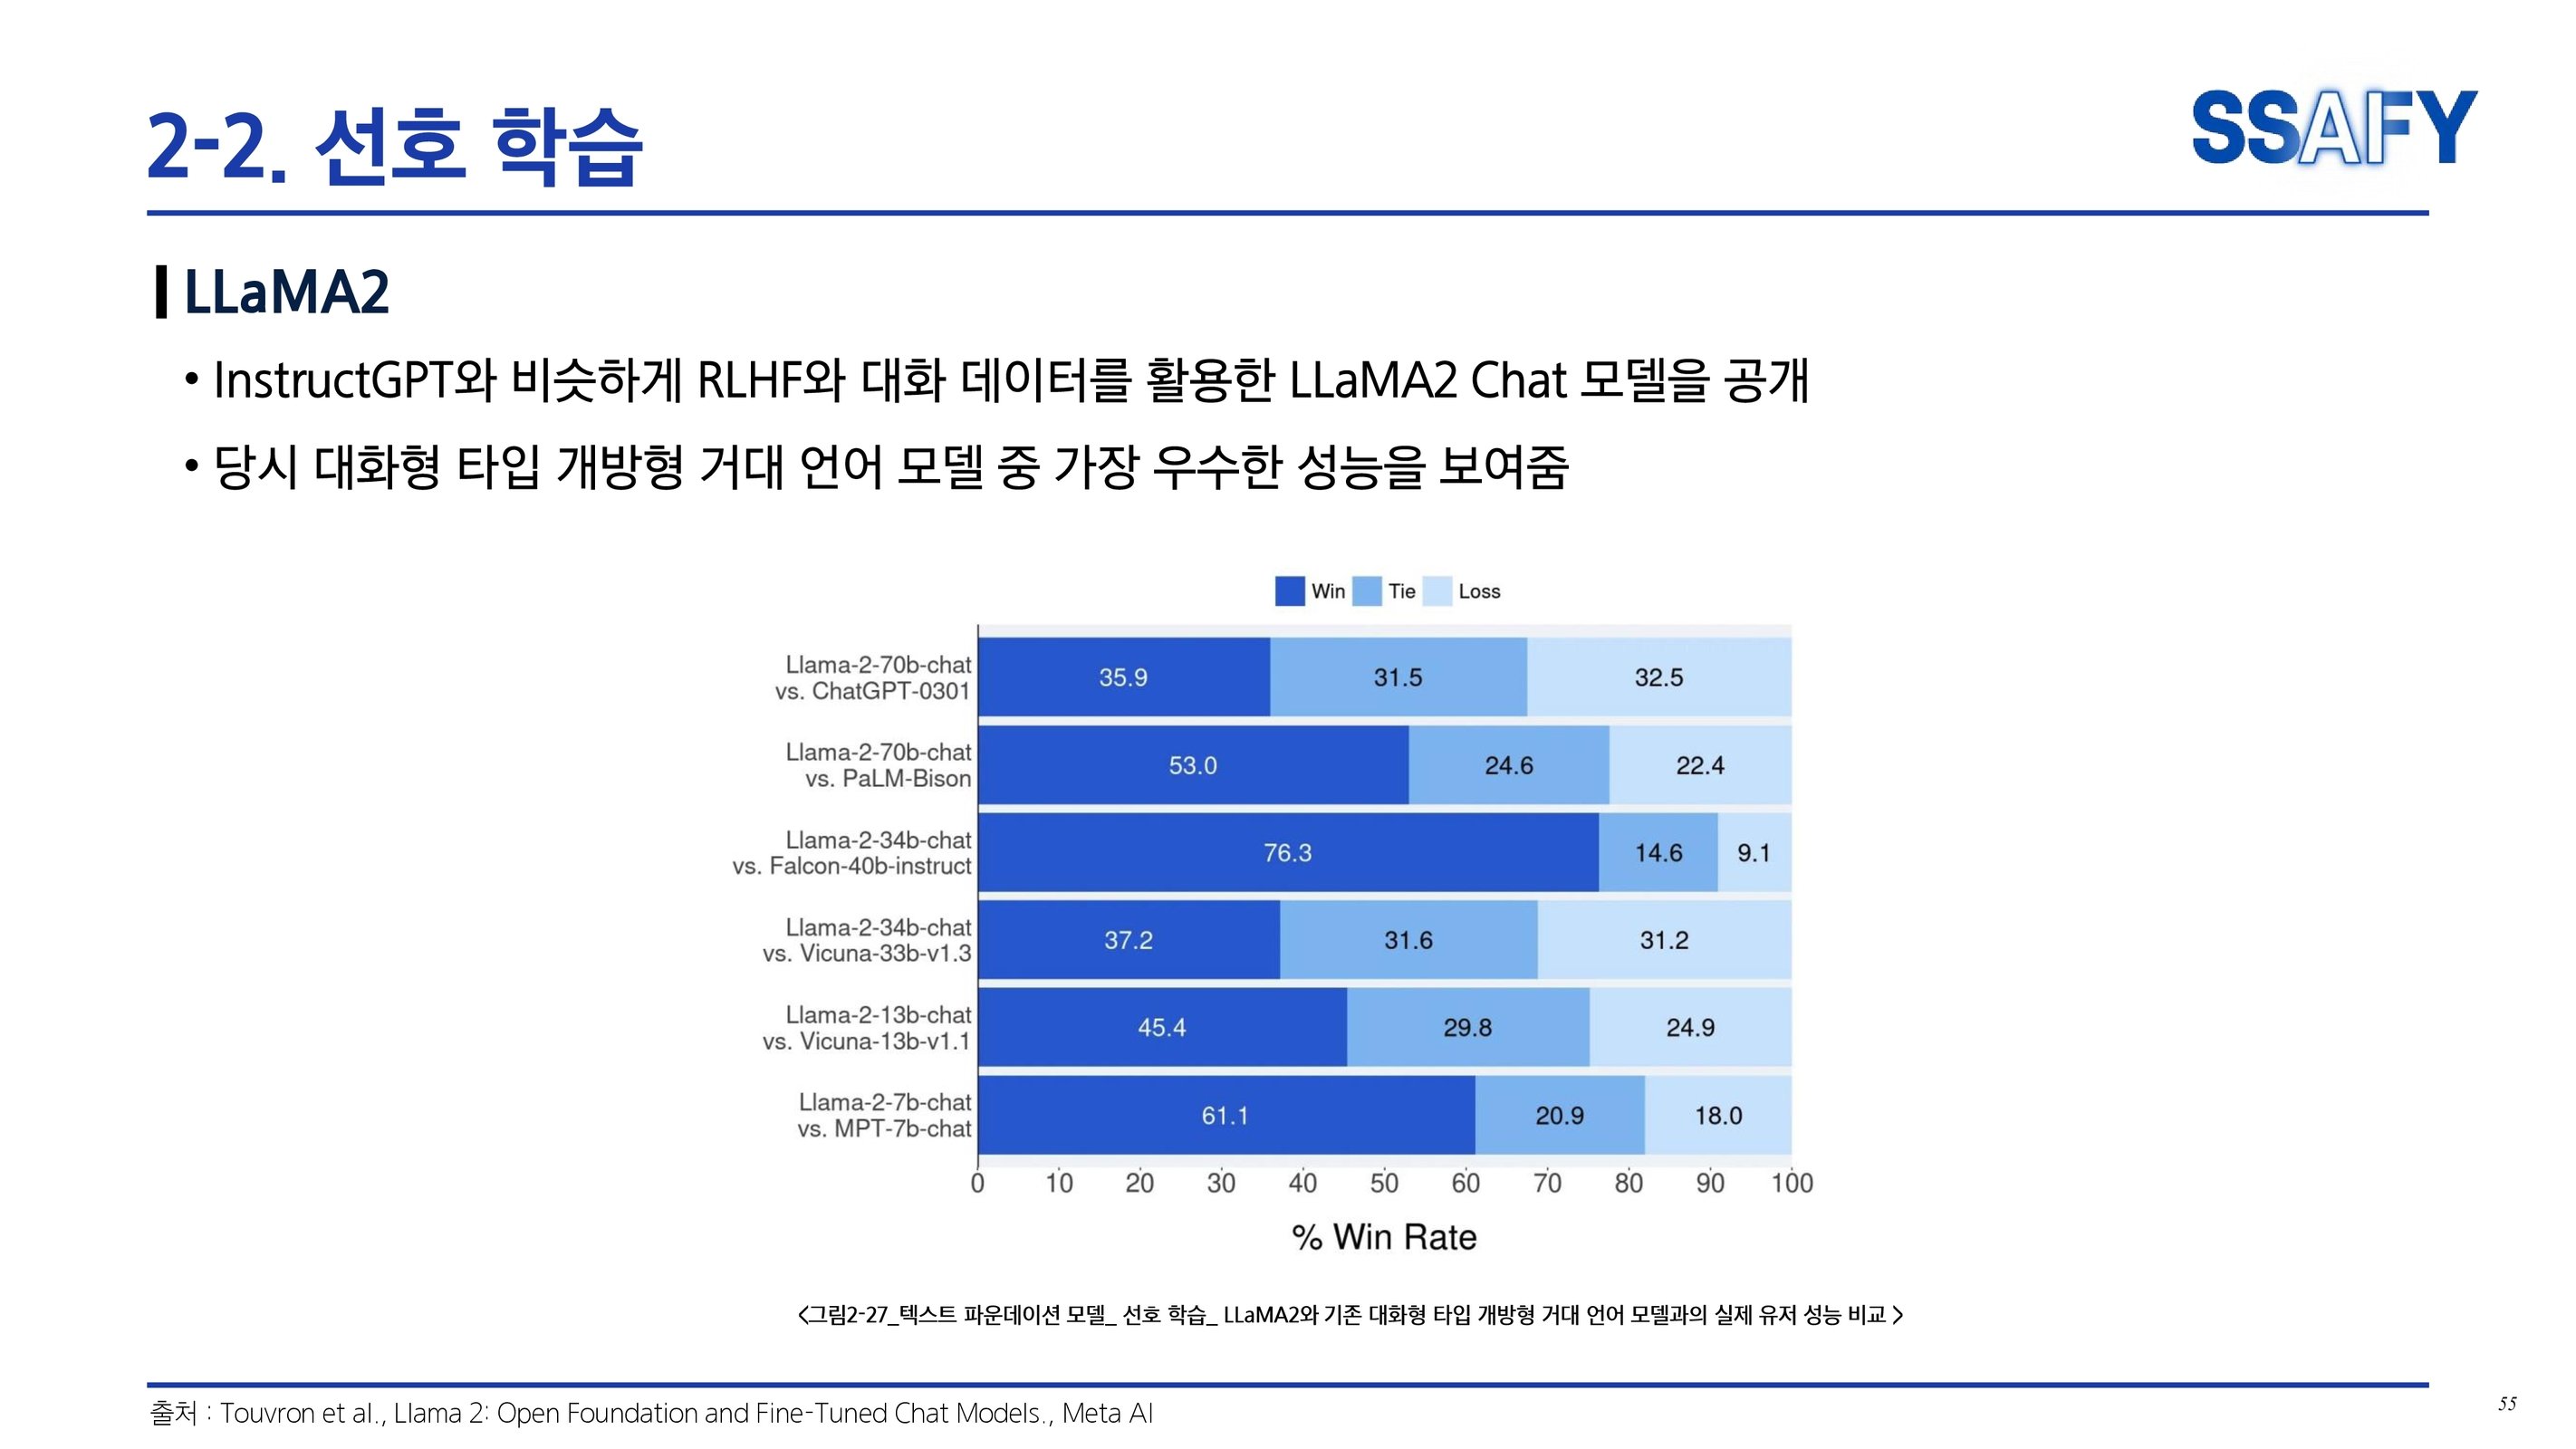 2-2. 선호 학습
SSAFY
LLaMA2
• InstructGPT와 비슷하게 RLHF와 대화 데이터를 활용한 LLaMA2 Chat 모델을 공개
• 당시 대화형 타입 개방형 거대 언어 모델 중 가장 우수한 성능을 보여줌
Win Tie Loss
Llama-2-70b-chat
vs. ChatGPT-0301
35.9 31.5 32.5
Llama-2-70b-chat
vs. PaLM-Bison
53.0 24.6 22.4
Llama-2-34b-chat
vs. Falcon-40b-instruct
76.3 14.6 9.1
Llama-2-34b-chat
vs. Vicuna-33b-v1.3
37.2 31.6 31.2
Llama-2-13b-chat
vs. Vicuna-13b-v1.1
45.4 29.8 24.9
Llama-2-7b-chat
vs. MPT-7b-chat
61.1 20.9 18.0
0 10 20 30 40 50 60 70 80 90 100
% Win Rate
<그림2-27_텍스트 파운데이션 모델_ 선호 학습_ LLaMA2와 기존 대화형 타입 개방형 거대 언어 모델과의 실제 유저 성능 비교 >
출처 : Touvron et al., Llama 2: Open Foundation and Fine-Tuned Chat Models., Meta AI
55